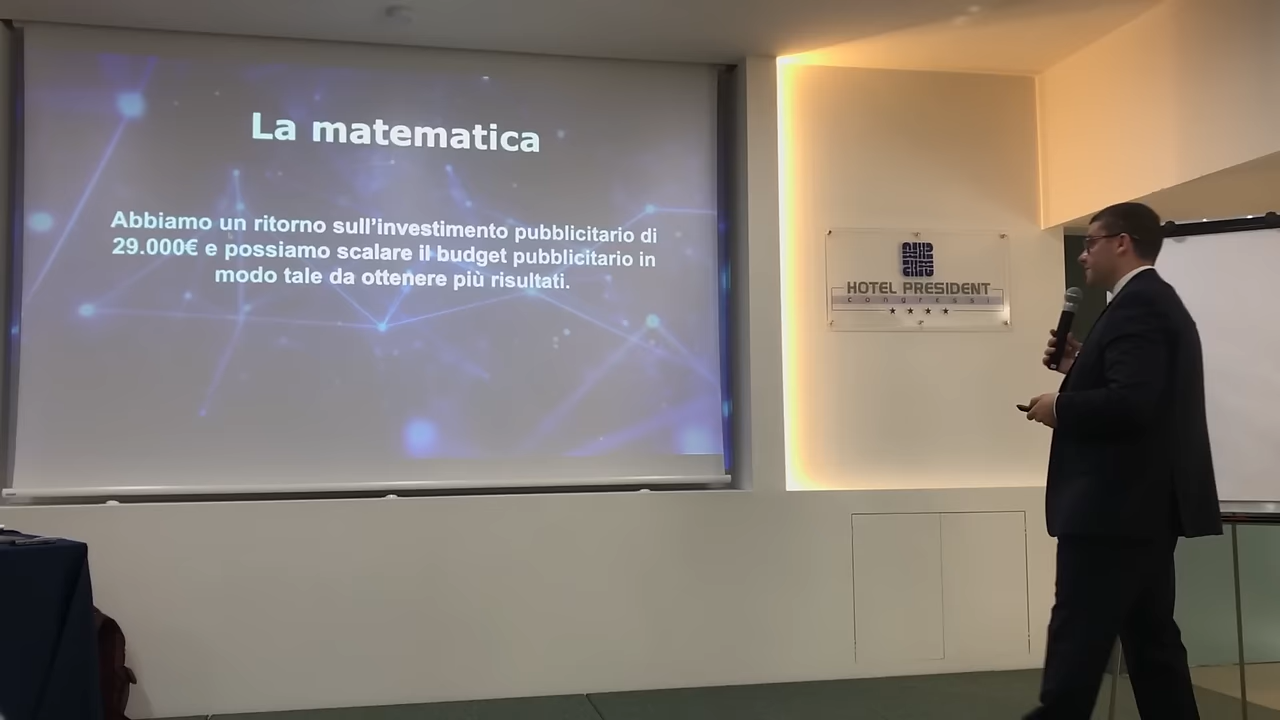 La matematica
Abbiamo un ritorno sull'investimento pubblicitario di
29.000€ e possiamo scalare il budget pubblicitario in
modo tale da ottenere più risultati.
HOTEL PRESIDENT
congressi
★ ★ ★ ★